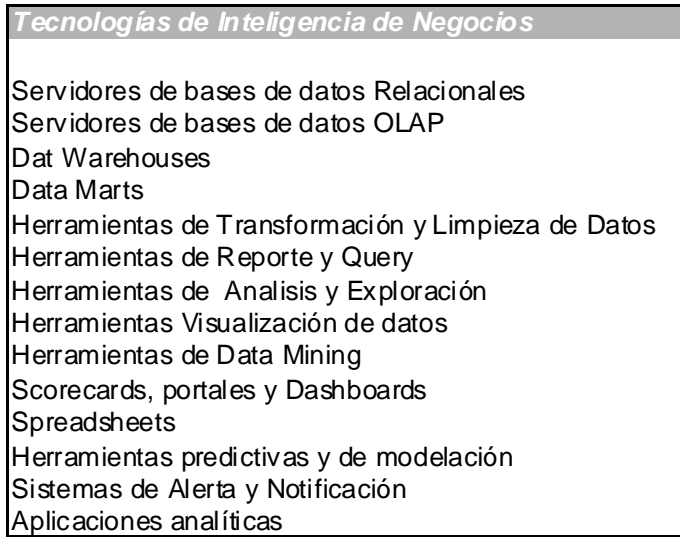 Tecnologías de Inteligencia de Negocios
Servidores de bases de datos Relacionales
Servidores de bases de datos OLAP
Dat Warehouses
Data Marts
Herramientas de Transformación y Limpieza de Datos
Herramientas de Reporte y Query
Herramientas de Analisis y Exploración
Herramientas Visualización de datos
Herramientas de Data Mining
Scorecards, portales y Dashboards
Spreadsheets
Herramientas predictivas y de modelación
Sistemas de Alerta y Notificación
Aplicaciones analíticas